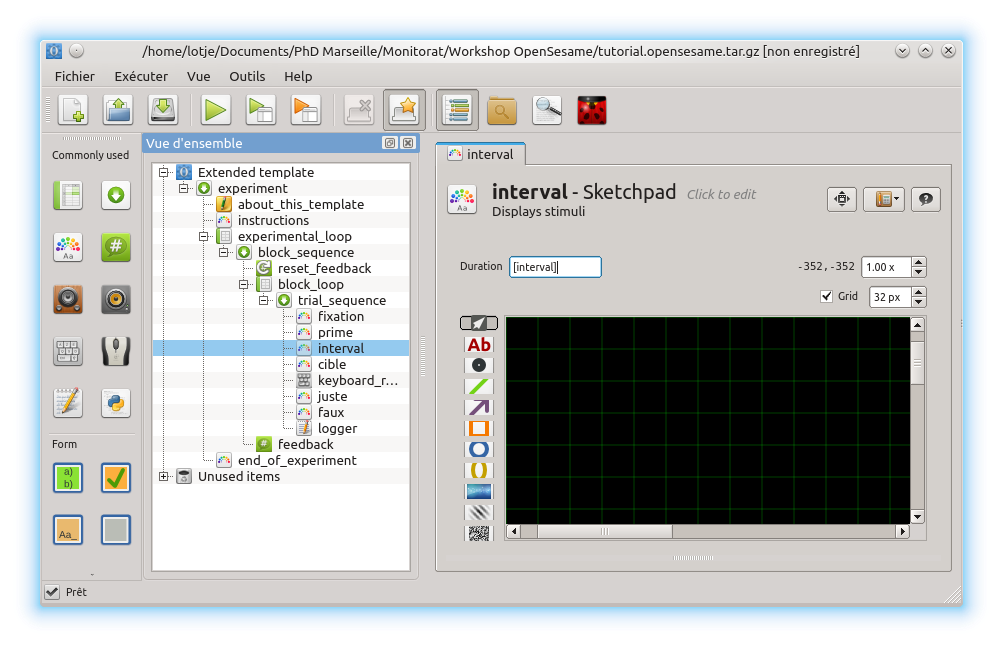 /home/lotje/Documents/PhD Marseille/Monitorat/Workshop OpenSesame/tutorial.opensesame.tar.gz [non enregistré]
Fichier Exécuter Vue Outils Help
Commonly used
Aa
#
Form
a)
b)
Aa_
Vue d'ensemble
Extended template
experiment
about_this_template
instructions
experimental_loop
block_sequence
reset_feedback
block_loop
trial_sequence
fixation
prime
interval
cible
keyboard_r...
juste
faux
logger
feedback
end_of_experiment
Unused items
interval
Aa
interval - Sketchpad Click to edit
Displays stimuli
?
Duration [interval] -352,-352 1.00 x
Grid 32 px
Ab
Prêt